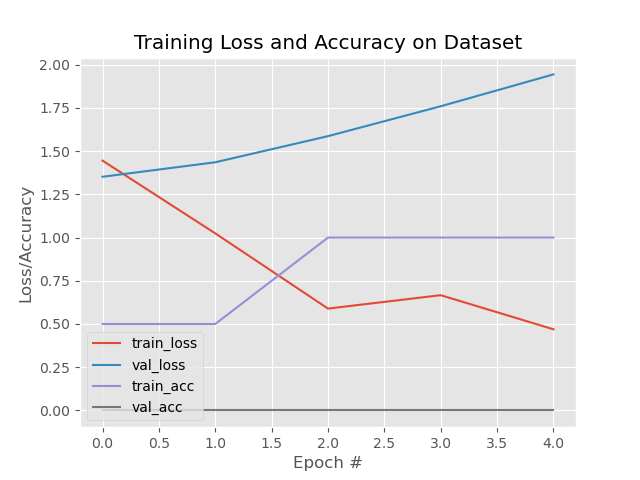 Training Loss and Accuracy on Dataset
2.00
1.75
1.50
1.25
1.00
0.75
0.50
0.25
0.00
Loss/Accuracy
train_loss
val_loss
train_acc
val_acc
0.0 0.5 1.0 1.5 2.0 2.5 3.0 3.5 4.0
Epoch #